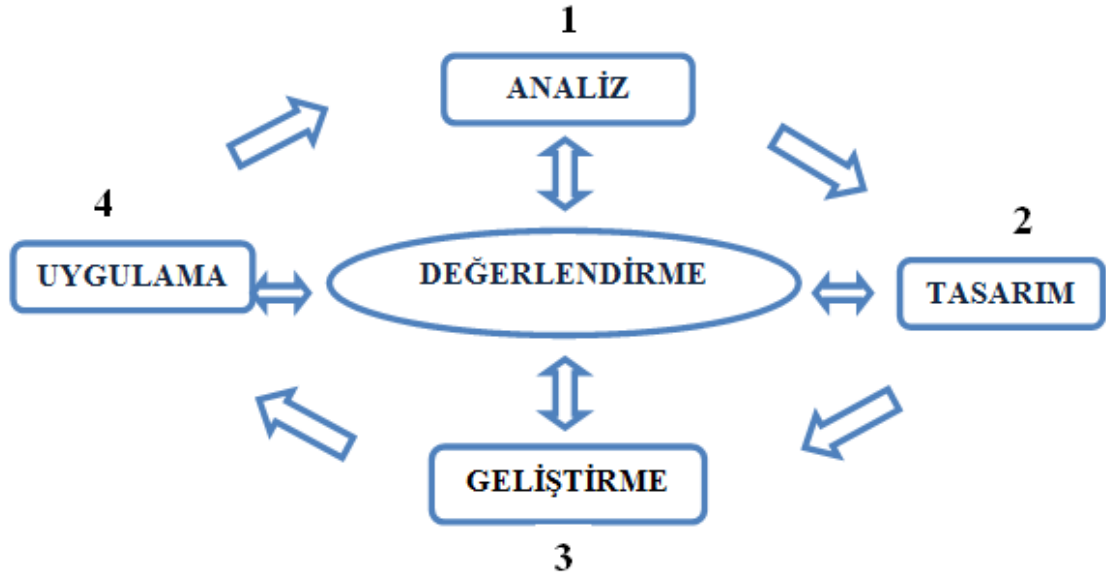 1
ANALİZ
4
2
UYGULAMA
DEĞERLENDİRME
TASARIM
GELİŞTİRME
3